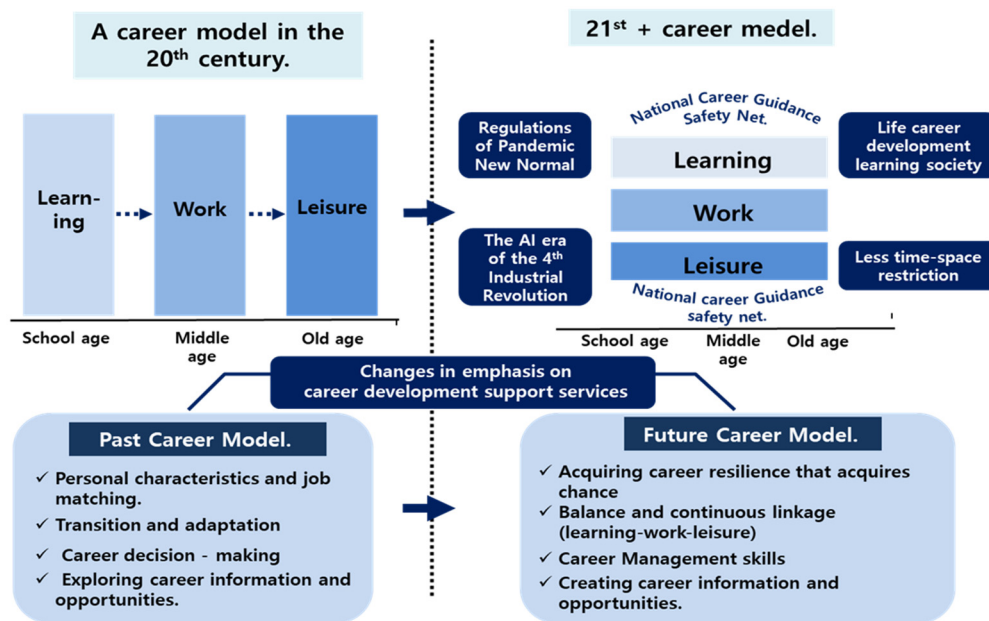 A career model in the
20th century.
Learn-
ing
Work
Leisure
School age
Middle
age
Old age
21st + career medel.
National Career Guidance
Safety Net.
Regulations
of Pandemic
New Normal
Learning
Life career
development
learning society
Work
The AI era
of the 4th
Industrial
Revolution
Leisure
Less time-space
restriction
National career Guidance
safety net.
School age
Middle
age
Old age
Changes in emphasis on
career development support services
Past Career Model.
✓ Personal characteristics and job
matching.
✓ Transition and adaptation
✓ Career decision - making
✓ Exploring career information and
opportunities.
Future Career Model.
✓ Acquiring career resilience that acquires
chance
✓ Balance and continuous linkage
(learning-work-leisure)
✓ Career Management skills
✓ Creating career information and
opportunities.